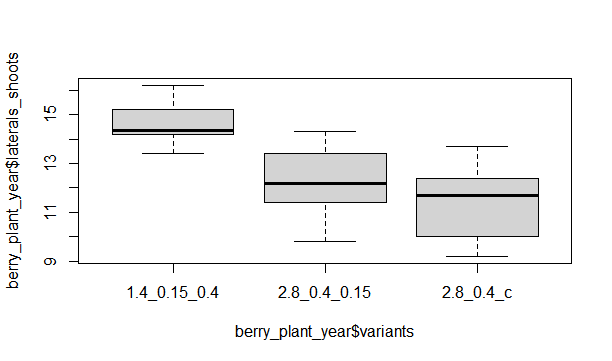 berry_plant_year$laterals_shoots
15
13
11
9
1.4_0.15_0.4 2.8_0.4_0.15 2.8_0.4_c
berry_plant_year$variants